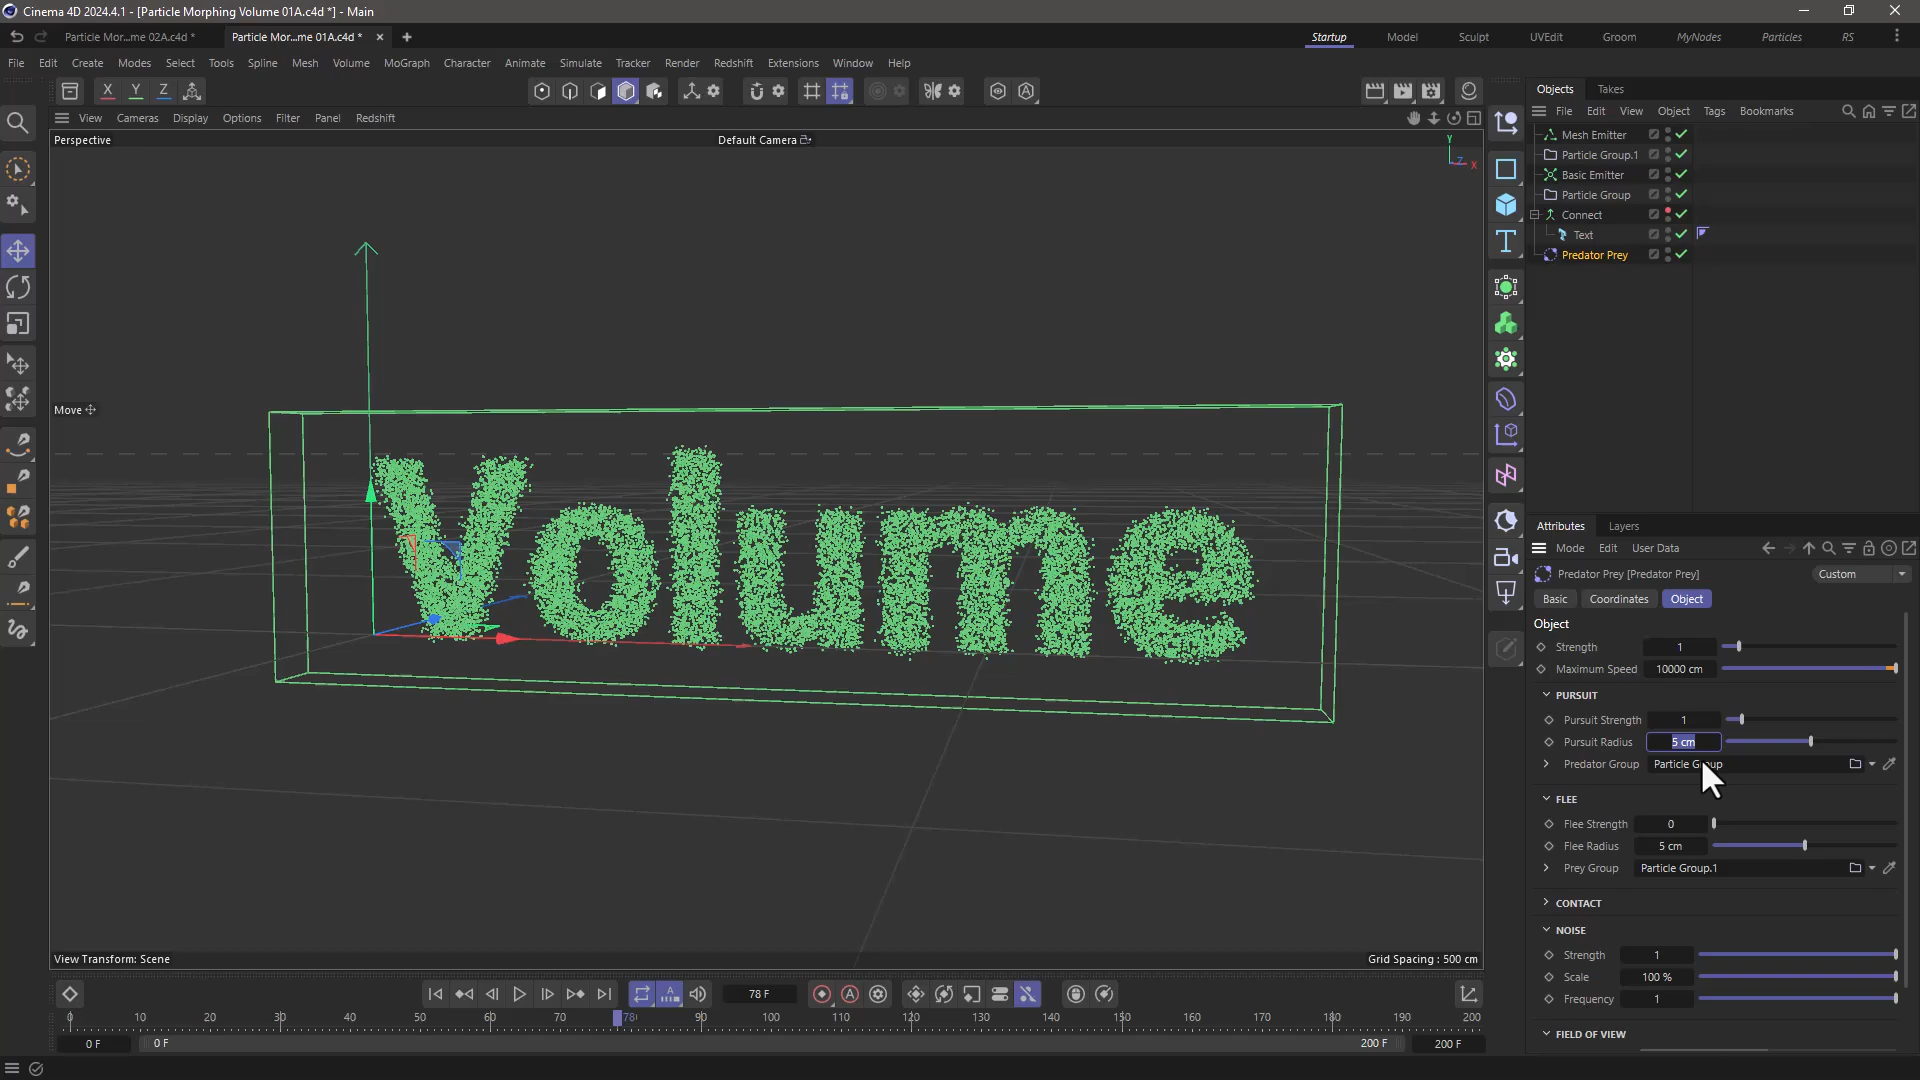 Cinema 4D 2024.4.1 - [Particle Morphing Volume 01A.c4d *] - Main
Particle Mor...me 02A.c4d *
Particle Mor...me 01A.c4d *
Startup Model Sculpt UVEdit Groom MyNodes Particles RS
File Edit Create Modes Select Tools Spline Mesh Volume MoGraph Character Animate Simulate Tracker Render Redshift Extensions Window Help
X Y Z
Objects Takes
View Cameras Display Options Filter Panel Redshift
File Edit View Object Tags Bookmarks
Perspective
Default Camera
Y
Z
X
Mesh Emitter
Particle Group.1
Basic Emitter
Particle Group
Connect
Text
Predator Prey
Move
Volume
Attributes Layers
Mode Edit User Data
Predator Prey [Predator Prey]
Custom
Basic Coordinates Object
Object
Strength 1
Maximum Speed 10000 cm
PURSUIT
Pursuit Strength 1
Pursuit Radius 5 cm
Predator Group Particle Group
FLEE
Flee Strength 0
Flee Radius 5 cm
Prey Group Particle Group.1
CONTACT
NOISE
Strength 1
Scale 100 %
Frequency 1
FIELD OF VIEW
View Transform: Scene
Grid Spacing : 500 cm
78 F
0 10 20 30 40 50 60 70 78 90 100 110 120 130 140 150 160 170 180 190 200
0 F 0 F 200 F 200 F